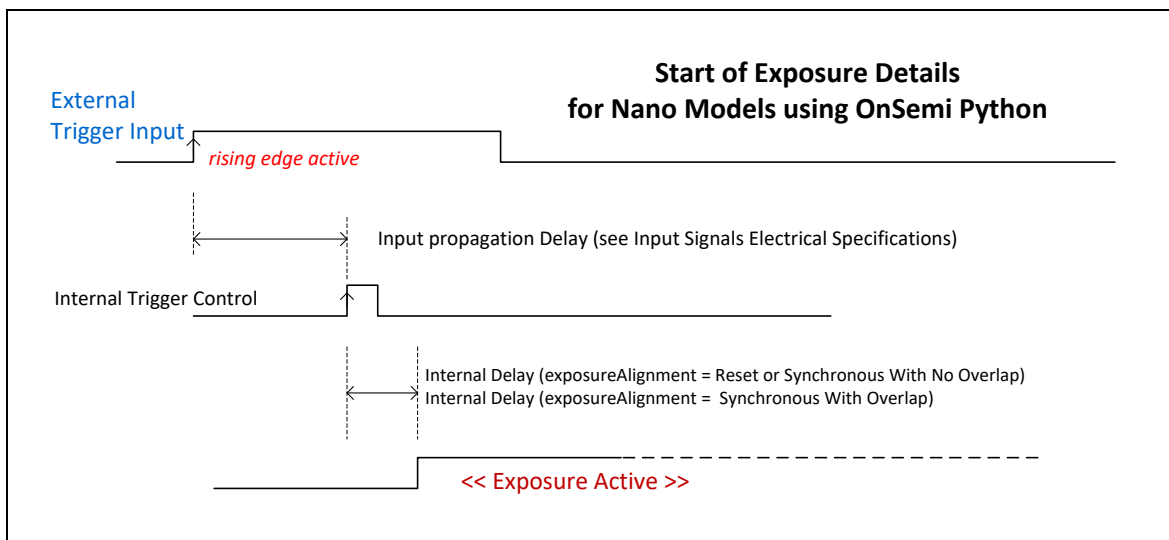 Start of Exposure Details
for Nano Models using OnSemi Python
External
Trigger Input
rising edge active
Input propagation Delay (see Input Signals Electrical Specifications)
Internal Trigger Control
Internal Delay (exposureAlignment = Reset or Synchronous With No Overlap)
Internal Delay (exposureAlignment =  Synchronous With Overlap)
<< Exposure Active >>